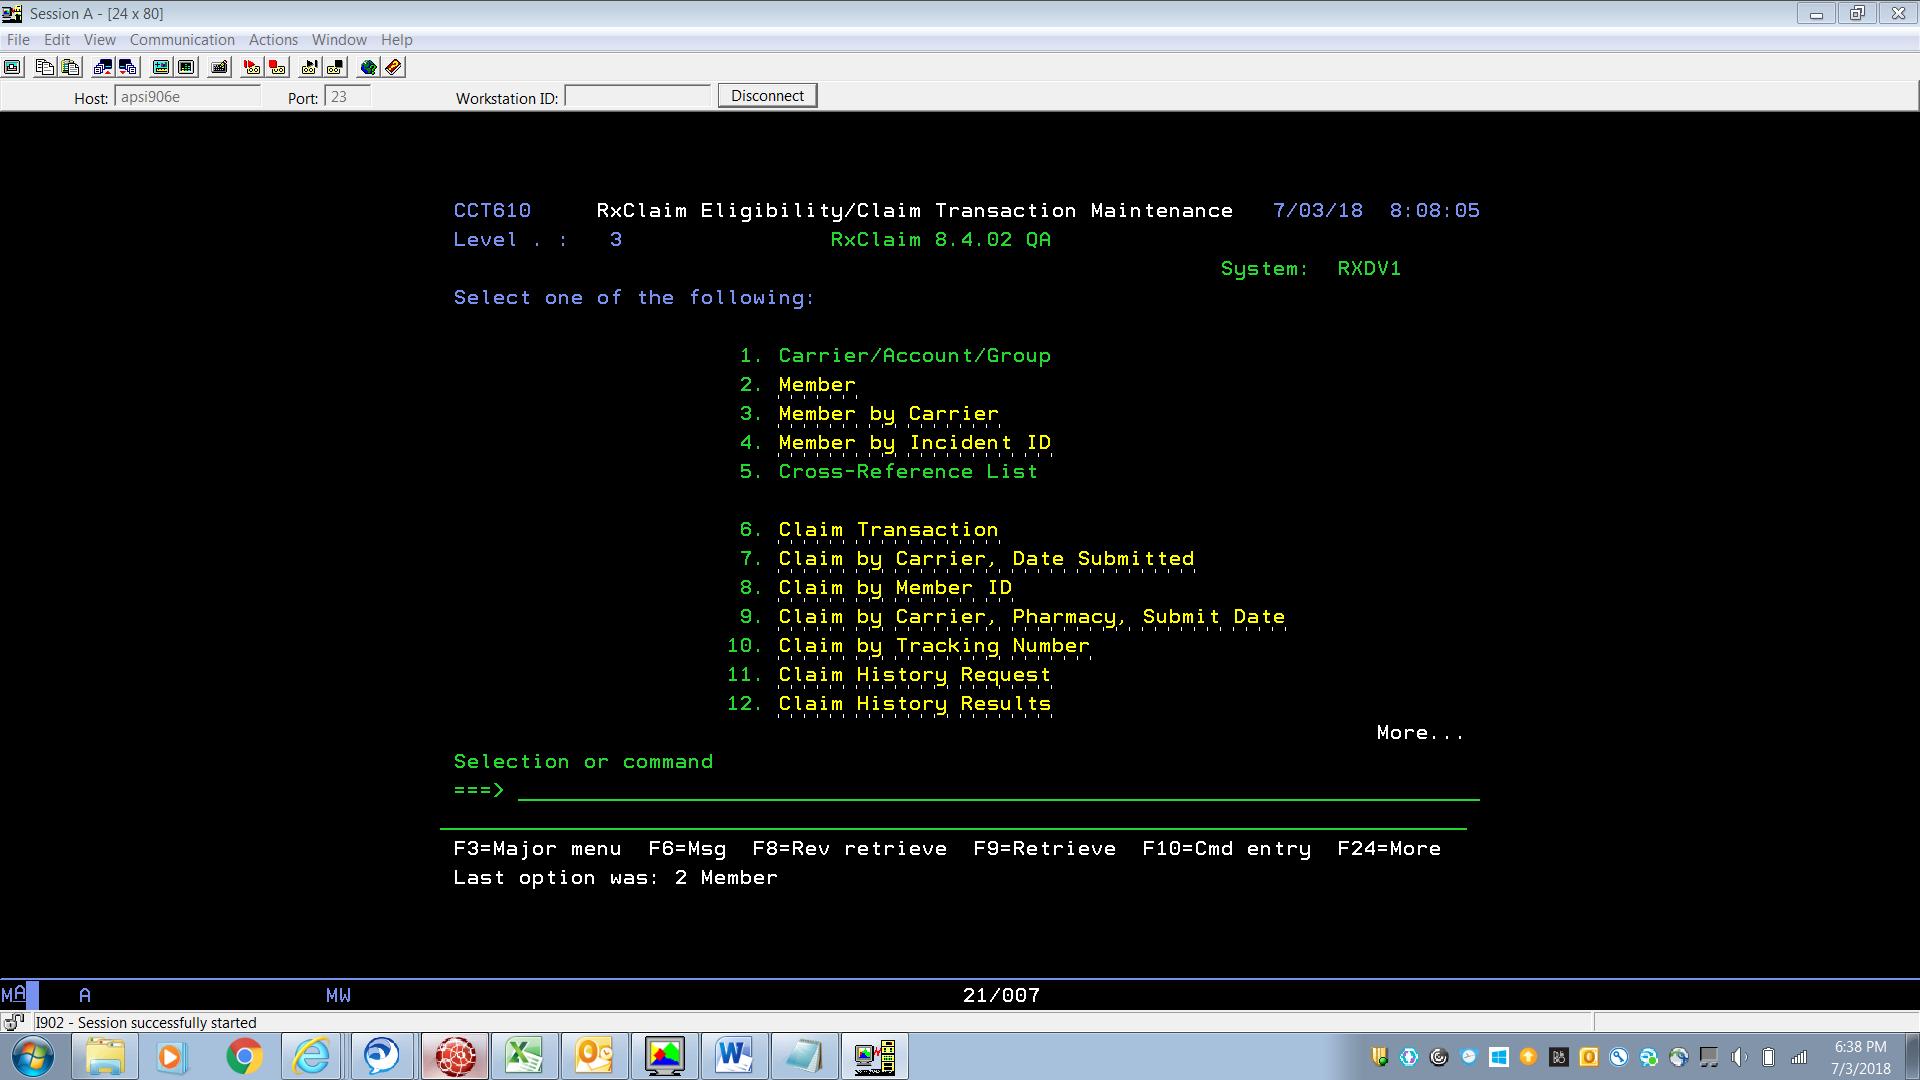 Session A - [24 x 80]
File Edit View Communication Actions Window Help
Host: apsi906e Port: 23 Workstation ID: Disconnect
CCT610 RxClaim Eligibility/Claim Transaction Maintenance 7/03/18 8:08:05
Level . : 3 RxClaim 8.4.02 QA
System: RXDV1
Select one of the following:
1. Carrier/Account/Group
2. Member
3. Member by Carrier
4. Member by Incident ID
5. Cross-Reference List
6. Claim Transaction
7. Claim by Carrier, Date Submitted
8. Claim by Member ID
9. Claim by Carrier, Pharmacy, Submit Date
10. Claim by Tracking Number
11. Claim History Request
12. Claim History Results
More...
Selection or command
===>
F3=Major menu F6=Msg F8=Rev retrieve F9=Retrieve F10=Cmd entry F24=More
Last option was: 2 Member
MA A MW 21/007
I902 - Session successfully started
6:38 PM
7/3/2018